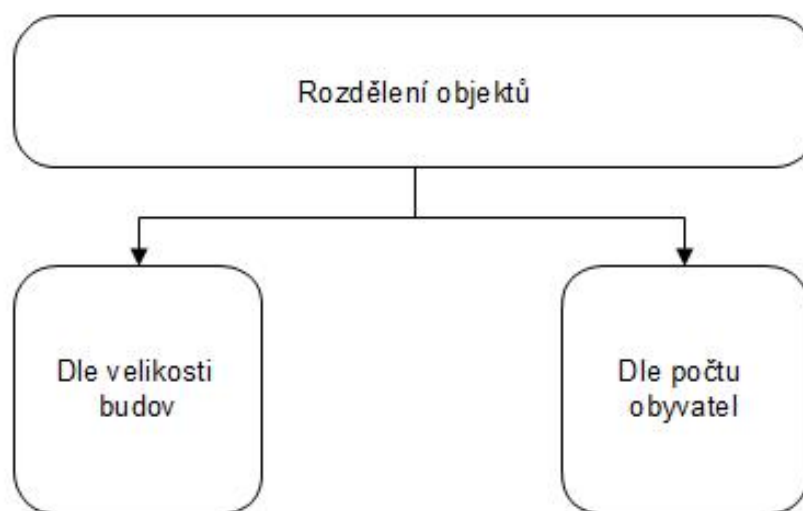 Rozdělení objektů
Dle velikosti
budov
Dle počtu
obyvatel